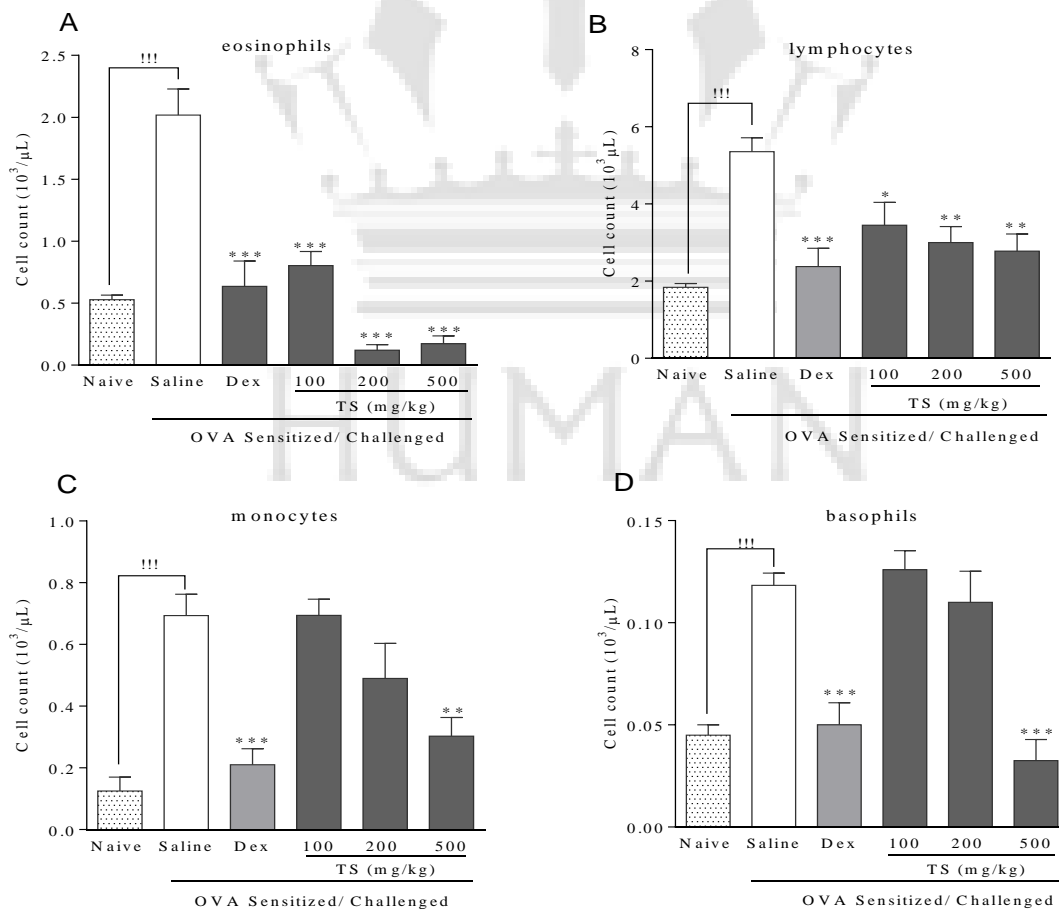 A
eosinophils
2.5
2.0
1.5
1.0
0.5
0.0
Cell count (10³/µL)
!!!
***
***
***
***
Naive Saline Dex 100 200 500
TS (mg/kg)
OVA Sensitized/ Challenged
B
lymphocytes
8
6
4
2
0
Cell count (10³ µL)
!!!
***
*
**
**
Naive Saline Dex 100 200 500
TS (mg/kg)
OVA Sensitized/ Challenged
HUMAN
C
monocytes
1.0
0.8
0.6
0.4
0.2
0.0
Cell count (10³/µL)
!!!
***
**
Naive Saline Dex 100 200 500
TS (mg/kg)
OVA Sensitized/ Challenged
D
basophils
0.15
0.10
0.05
0.00
Cell count (10³/µL)
!!!
***
***
Naive Saline Dex 100 200 500
TS (mg/kg)
OVA Sensitized/ Challenged